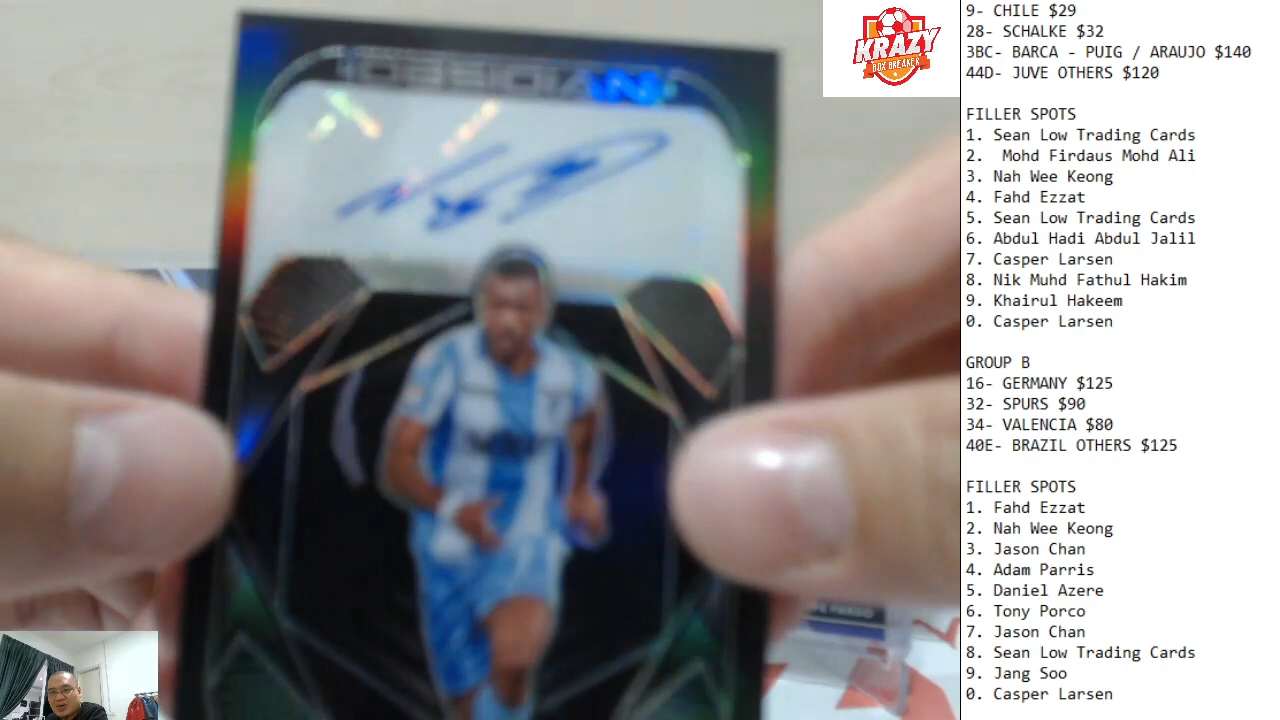 OBSIDIAN
KRAZY
BOX BREAKER
9- CHILE $29
28- SCHALKE $32
3BC- BARCA - PUIG / ARAUJO $140
44D- JUVE OTHERS $120
FILLER SPOTS
1. Sean Low Trading Cards
2.  Mohd Firdaus Mohd Ali
3. Nah Wee Keong
4. Fahd Ezzat
5. Sean Low Trading Cards
6. Abdul Hadi Abdul Jalil
7. Casper Larsen
8. Nik Muhd Fathul Hakim
9. Khairul Hakeem
0. Casper Larsen
GROUP B
16- GERMANY $125
32- SPURS $90
34- VALENCIA $80
40E- BRAZIL OTHERS $125
FILLER SPOTS
1. Fahd Ezzat
2. Nah Wee Keong
3. Jason Chan
4. Adam Parris
5. Daniel Azere
6. Tony Porco
7. Jason Chan
8. Sean Low Trading Cards
9. Jang Soo
0. Casper Larsen